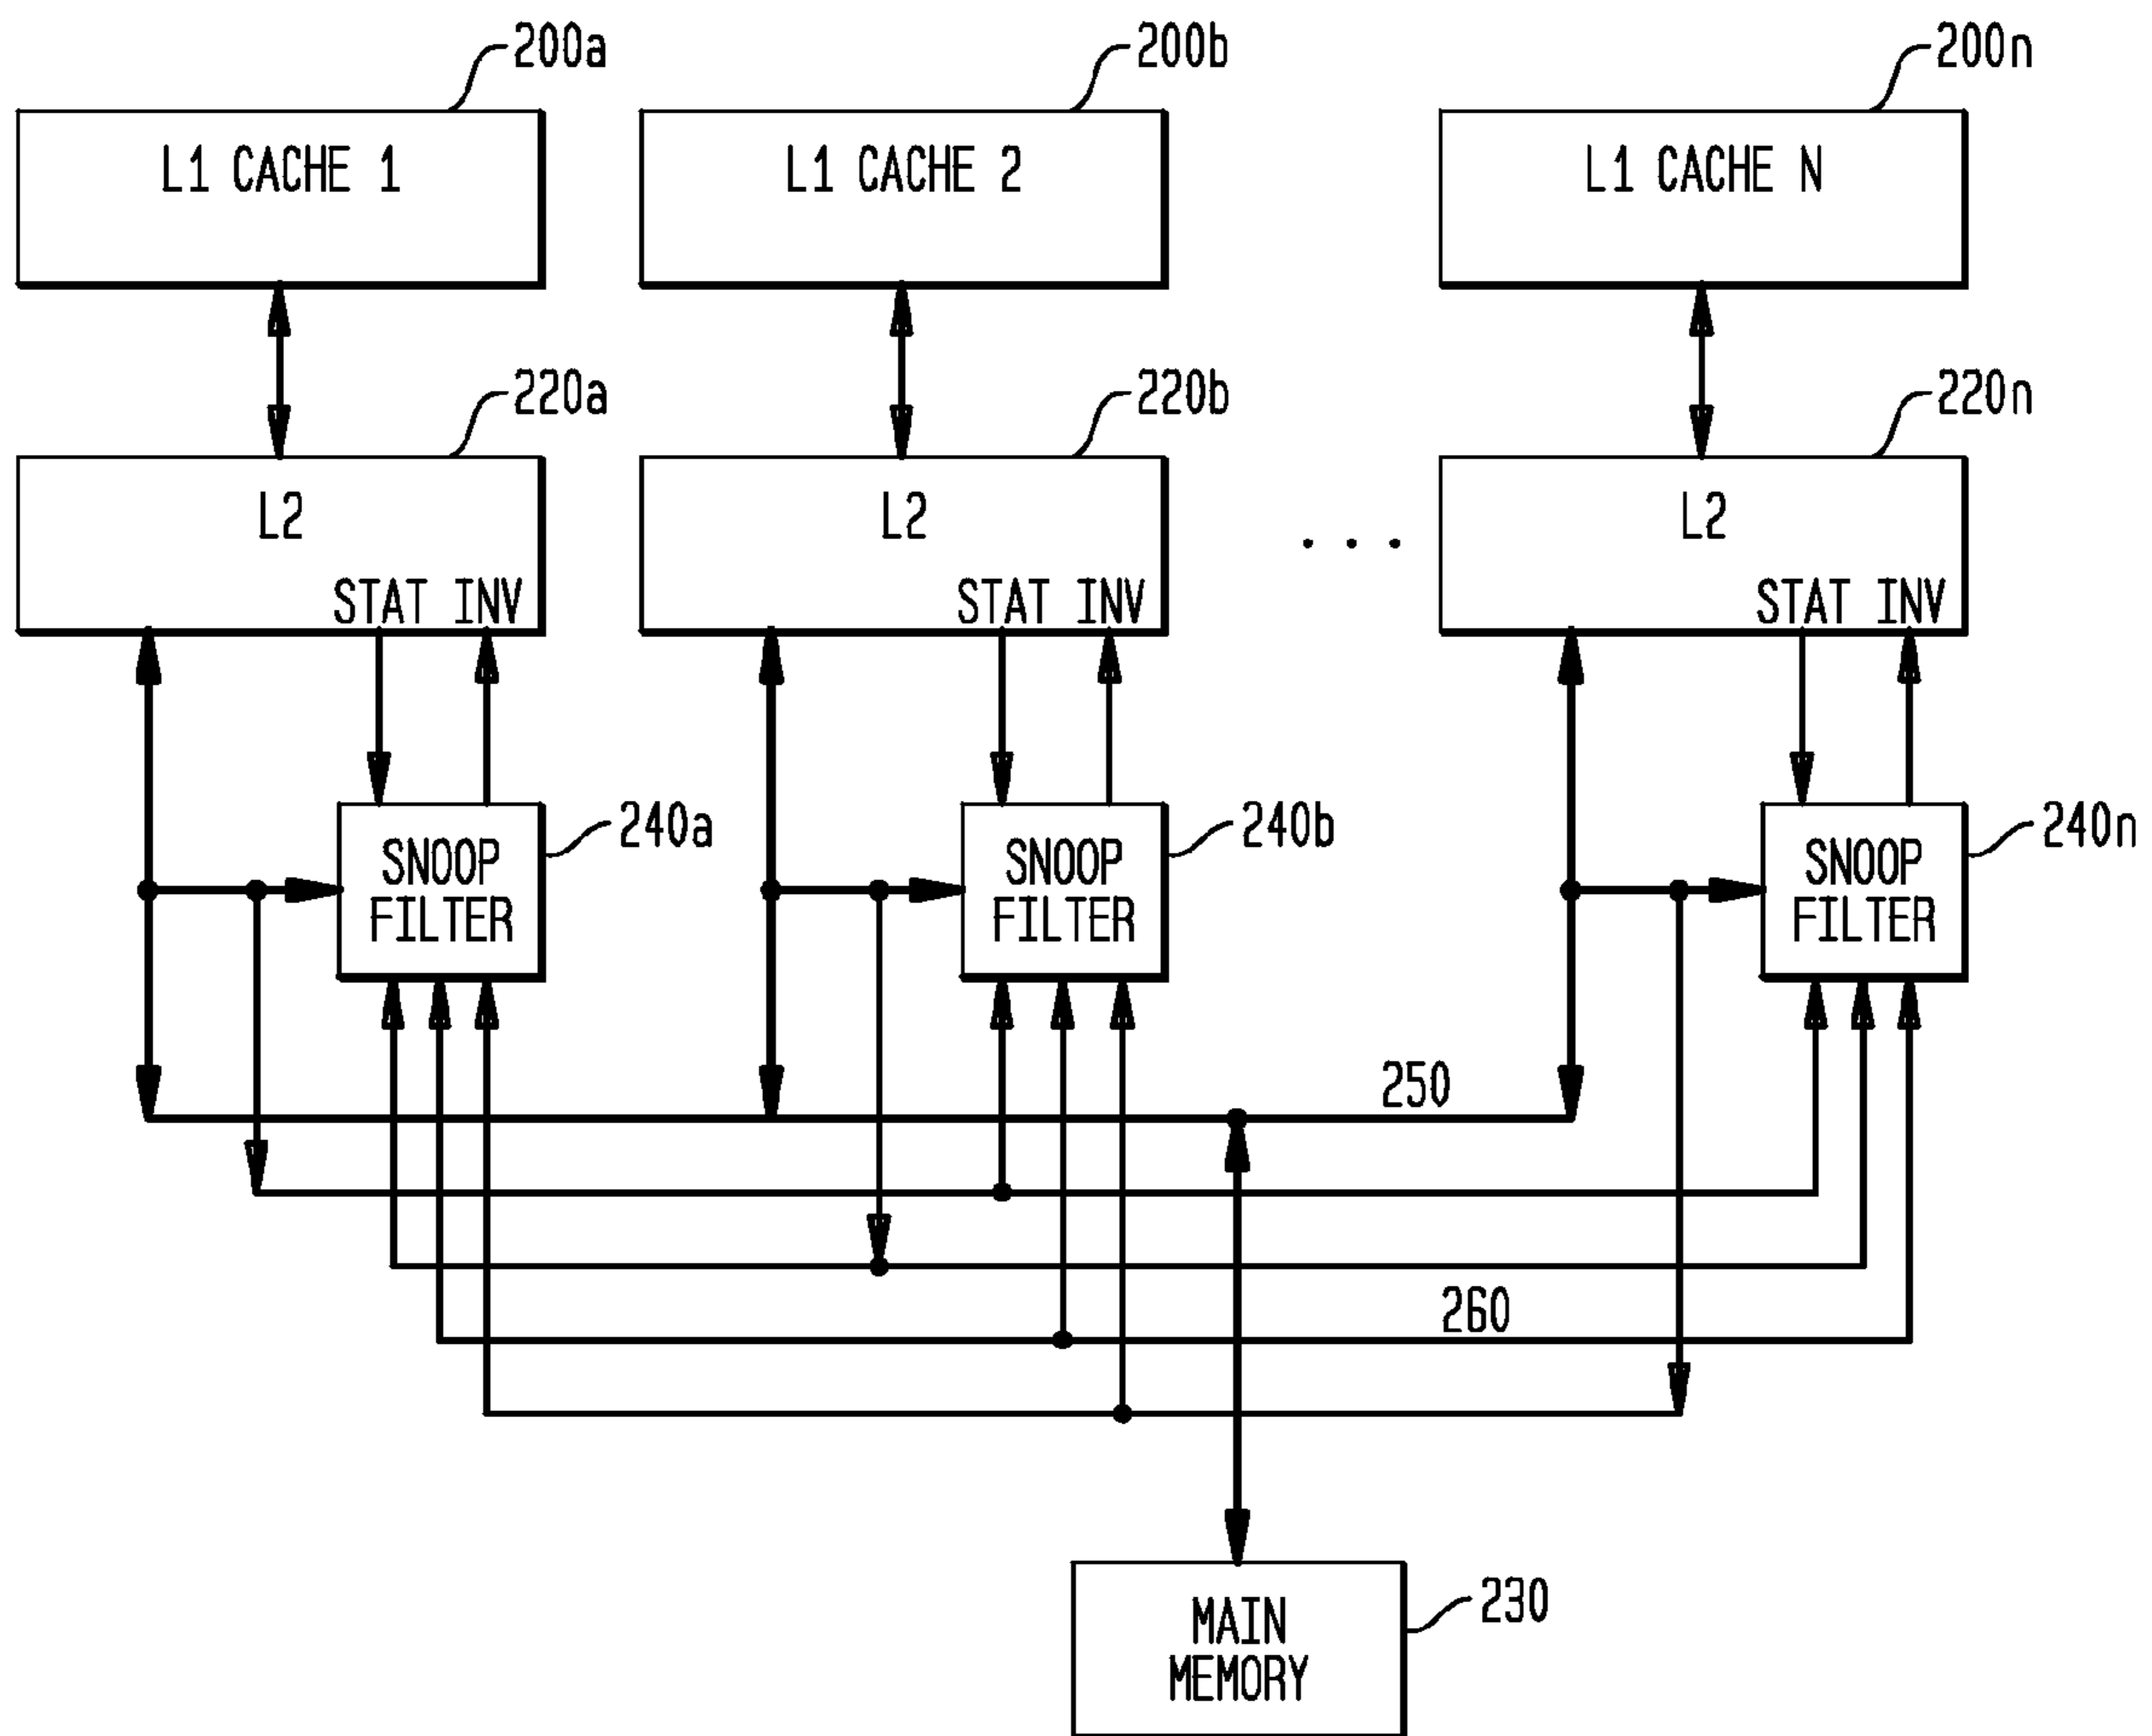 200a
200b
200n
L1 CACHE 1
L1 CACHE 2
L1 CACHE N
220a
220b
220n
L2
L2
L2
. . .
STAT INV
STAT INV
STAT INV
240a
240b
240n
SNOOP
FILTER
SNOOP
FILTER
SNOOP
FILTER
250
260
230
MAIN
MEMORY